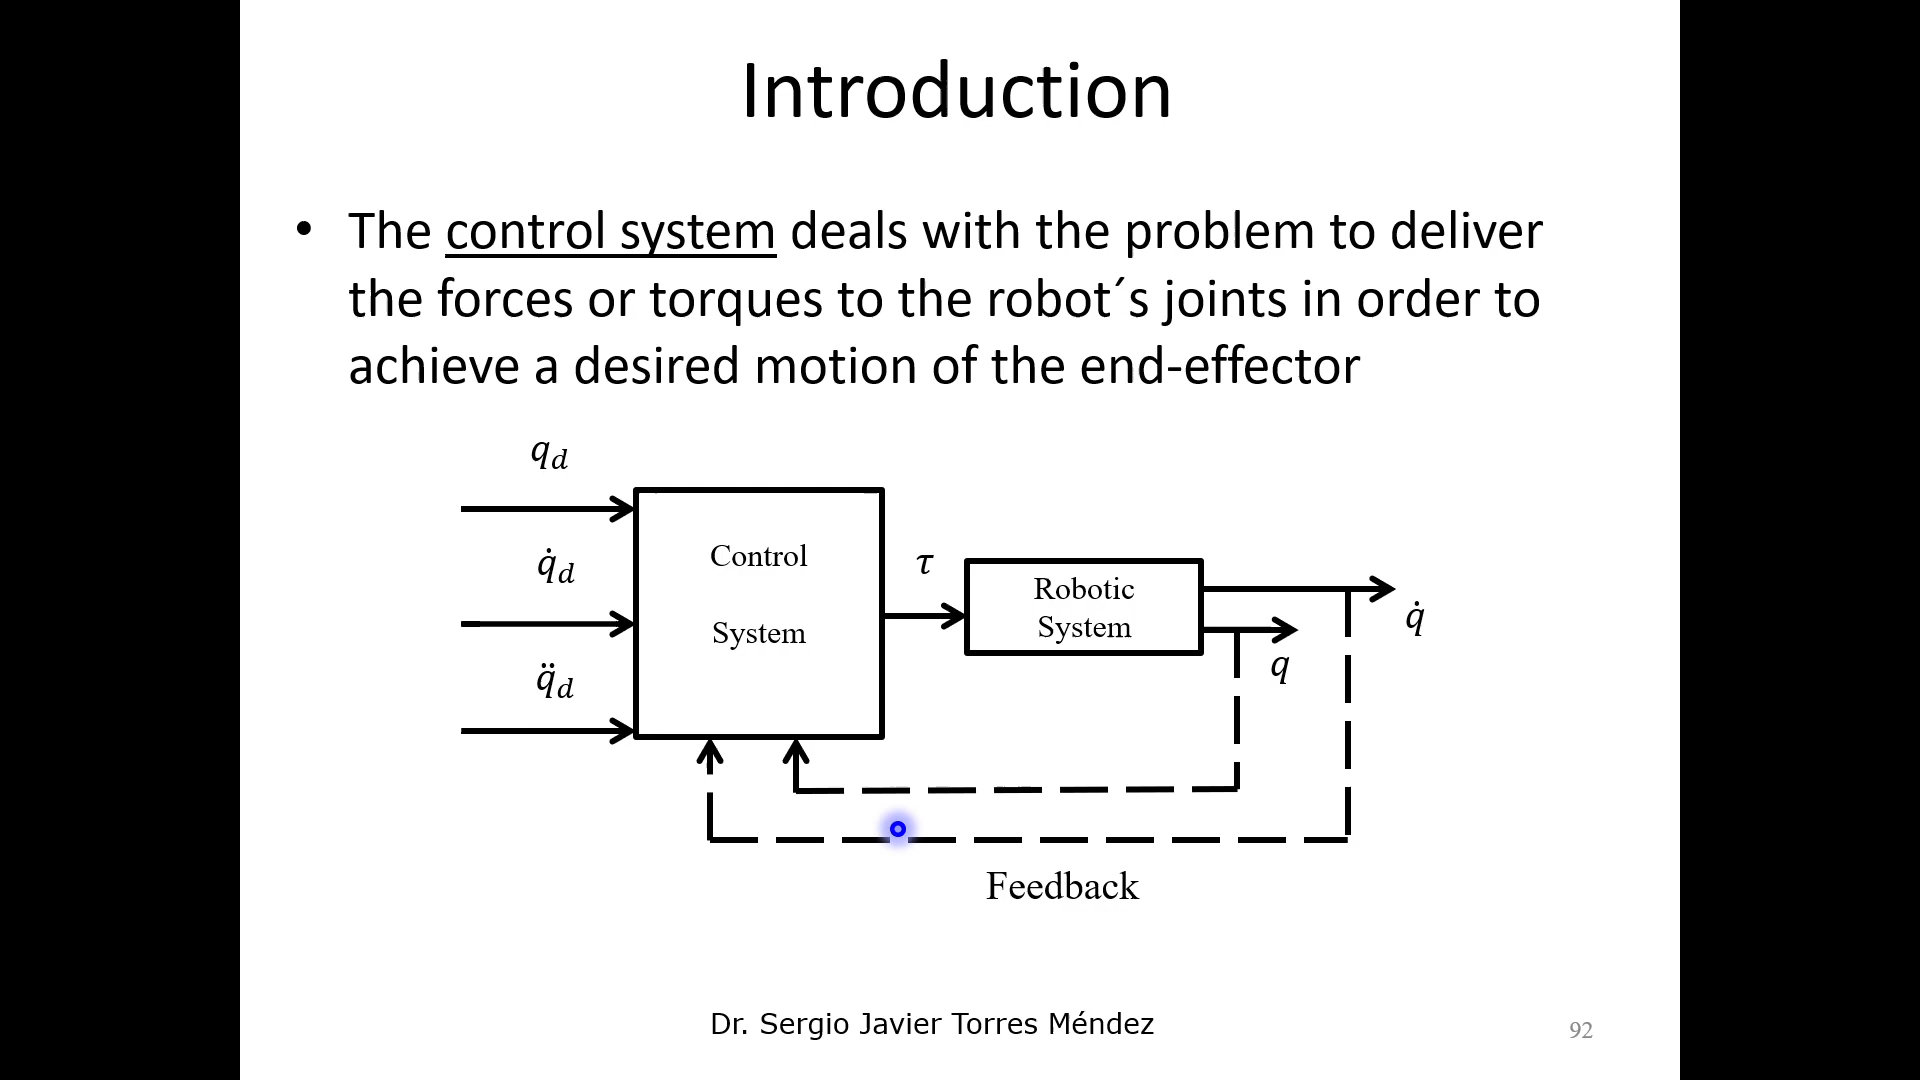 Introduction
• The control system deals with the problem to deliver
the forces or torques to the robot´s joints in order to
achieve a desired motion of the end-effector
q_d
q̇_d
q̈_d
Control
System
τ
Robotic
System
q̇
q
Feedback
Dr. Sergio Javier Torres Méndez
92